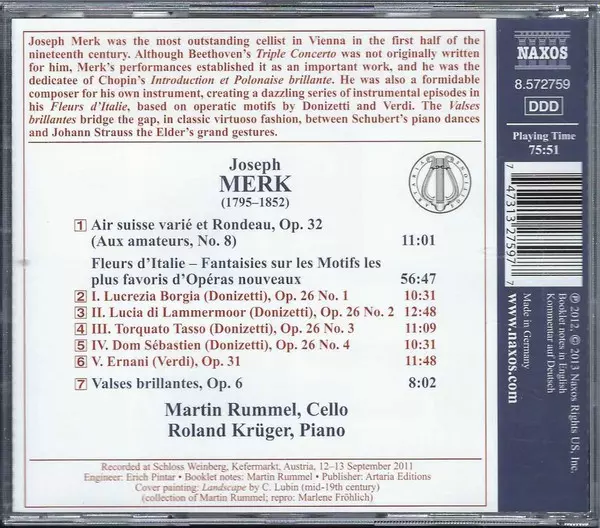 Joseph Merk was the most outstanding cellist in Vienna in the first half of the
nineteenth century. Although Beethoven's Triple Concerto was not originally written
for him, Merk's performances established it as an important work, and he was the
dedicatee of Chopin's Introduction et Polonaise brillante. He was also a formidable
composer for his own instrument, creating a dazzling series of instrumental episodes in
his Fleurs d'Italie, based on operatic motifs by Donizetti and Verdi. The Valses
brillantes bridge the gap, in classic virtuoso fashion, between Schubert's piano dances
and Johann Strauss the Elder's grand gestures.
Joseph
MERK
(1795–1852)
1 Air suisse varié et Rondeau, Op. 32
(Aux amateurs, No. 8) 11:01
Fleurs d'Italie – Fantaisies sur les Motifs les
plus favoris d'Opéras nouveaux 56:47
2 I. Lucrezia Borgia (Donizetti), Op. 26 No. 1 10:31
3 II. Lucia di Lammermoor (Donizetti), Op. 26 No. 2 12:48
4 III. Torquato Tasso (Donizetti), Op. 26 No. 3 11:09
5 IV. Dom Sébastien (Donizetti), Op. 26 No. 4 10:31
6 V. Ernani (Verdi), Op. 31 11:48
7 Valses brillantes, Op. 6 8:02
Martin Rummel, Cello
Roland Krüger, Piano
Recorded at Schloss Weinberg, Kefermarkt, Austria, 12–13 September 2011
Engineer: Erich Pintar • Booklet notes: Martin Rummel • Publisher: Artaria Editions
Cover painting: Landscape by C. Lubin (mid-19th century)
(collection of Martin Rummel; repro: Marlene Fröhlich)
NAXOS
8.572759
DDD
Playing Time
75:51
7 47313 27597 7
www.naxos.com
Made in Germany
Kommentar auf Deutsch
Booklet notes in English
℗ 2012, © 2013 Naxos Rights US, Inc.